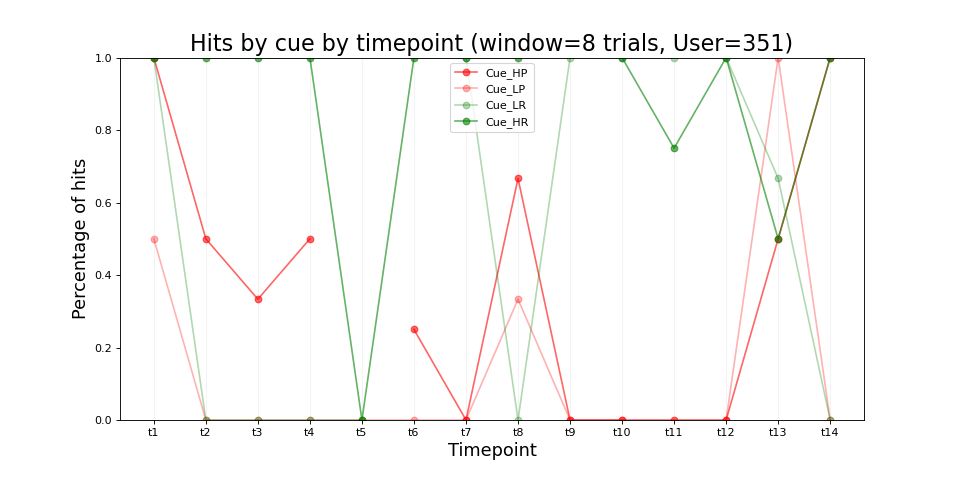 Hits by cue by timepoint (window=8 trials, User=351)
Percentage of hits
1.0
0.8
0.6
0.4
0.2
0.0
Cue_HP
Cue_LP
Cue_LR
Cue_HR
t1 t2 t3 t4 t5 t6 t7 t8 t9 t10 t11 t12 t13 t14
Timepoint